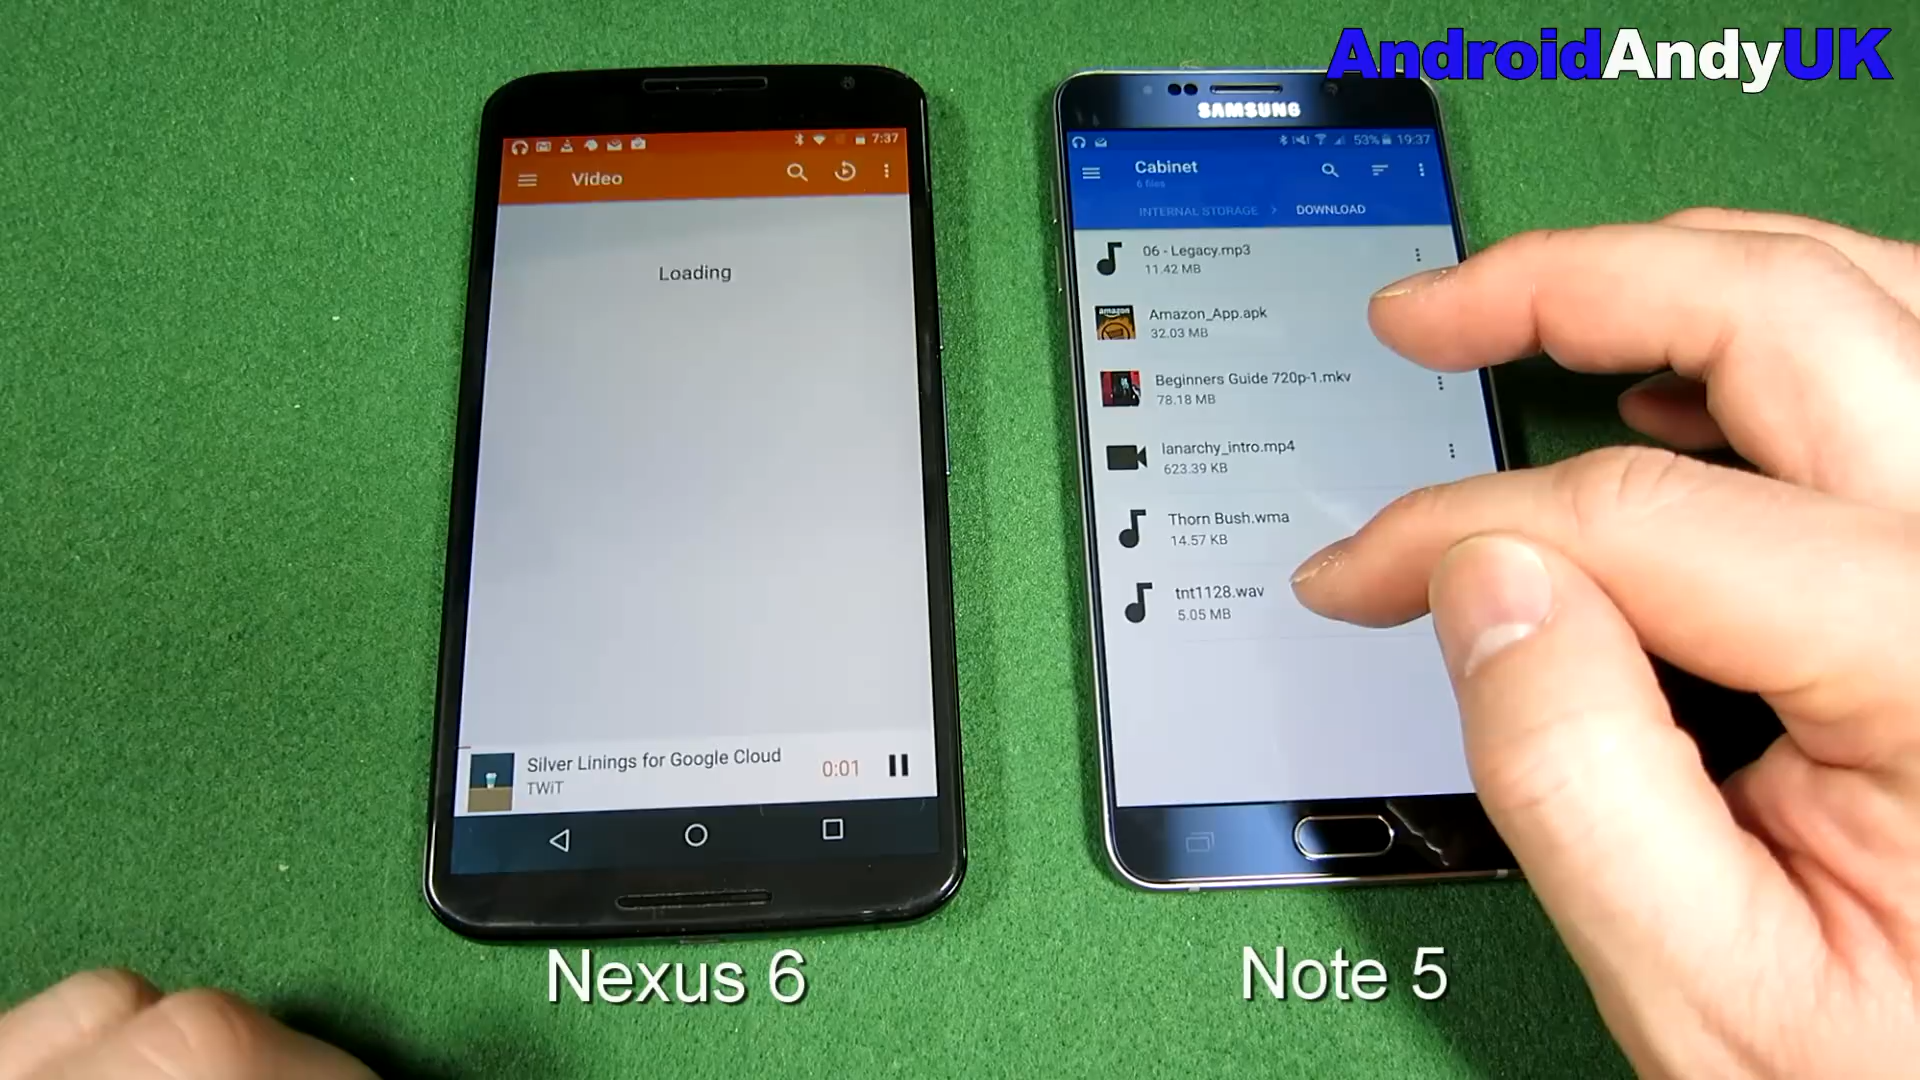 AndroidAndyUK
7:37
Video
Loading
Silver Linings for Google Cloud
TWiT
0:01
SAMSUNG
53% 19:37
Cabinet
6 files
INTERNAL STORAGE > DOWNLOAD
06 - Legacy.mp3
11.42 MB
amazon
Amazon_App.apk
32.03 MB
Beginners Guide 720p-1.mkv
78.18 MB
lanarchy_intro.mp4
623.39 KB
Thorn Bush.wma
14.57 KB
tnt1128.wav
5.05 MB
Nexus 6
Note 5